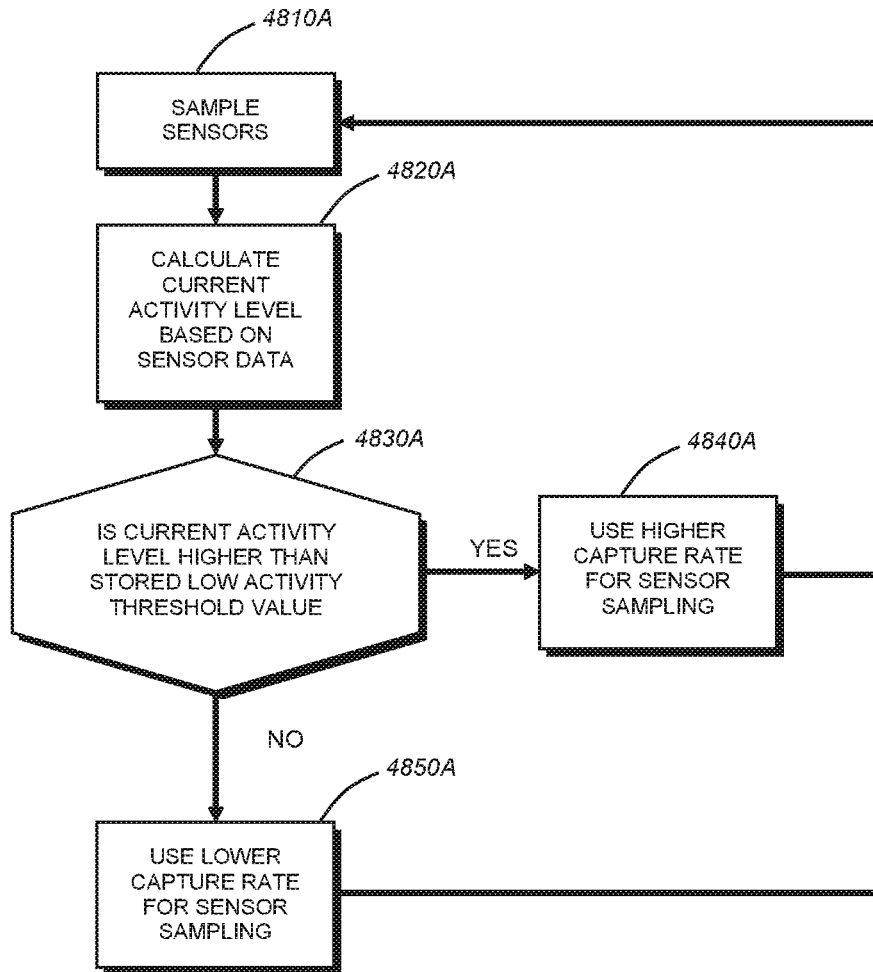 4810A
SAMPLE
SENSORS
4820A
CALCULATE
CURRENT
ACTIVITY LEVEL
BASED ON
SENSOR DATA
4830A
IS CURRENT ACTIVITY
LEVEL HIGHER THAN
STORED LOW ACTIVITY
THRESHOLD VALUE
YES
4840A
USE HIGHER
CAPTURE RATE
FOR SENSOR
SAMPLING
NO
4850A
USE LOWER
CAPTURE RATE
FOR SENSOR
SAMPLING